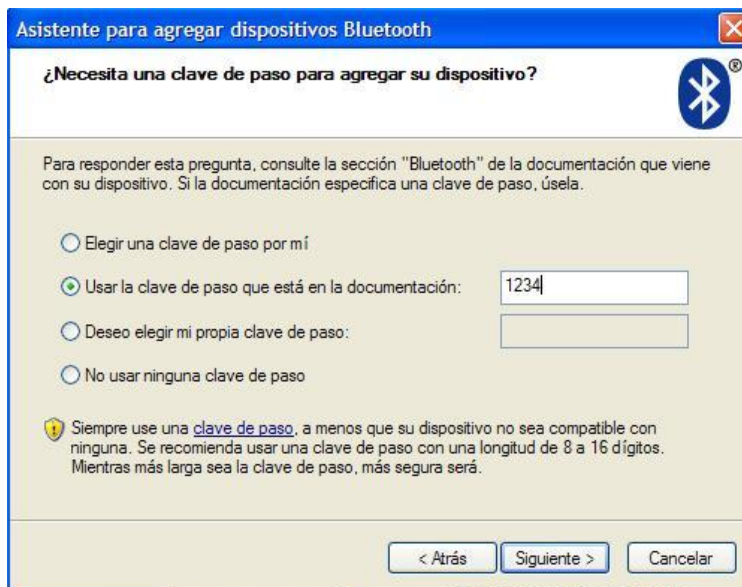 Asistente para agregar dispositivos Bluetooth
¿Necesita una clave de paso para agregar su dispositivo?
®
Para responder esta pregunta, consulte la sección "Bluetooth" de la documentación que viene
con su dispositivo. Si la documentación especifica una clave de paso, úsela.
Elegir una clave de paso por mí
Usar la clave de paso que está en la documentación: 1234
Deseo elegir mi propia clave de paso:
No usar ninguna clave de paso
Siempre use una clave de paso, a menos que su dispositivo no sea compatible con
ninguna. Se recomienda usar una clave de paso con una longitud de 8 a 16 dígitos.
Mientras más larga sea la clave de paso, más segura será.
< Atrás Siguiente > Cancelar